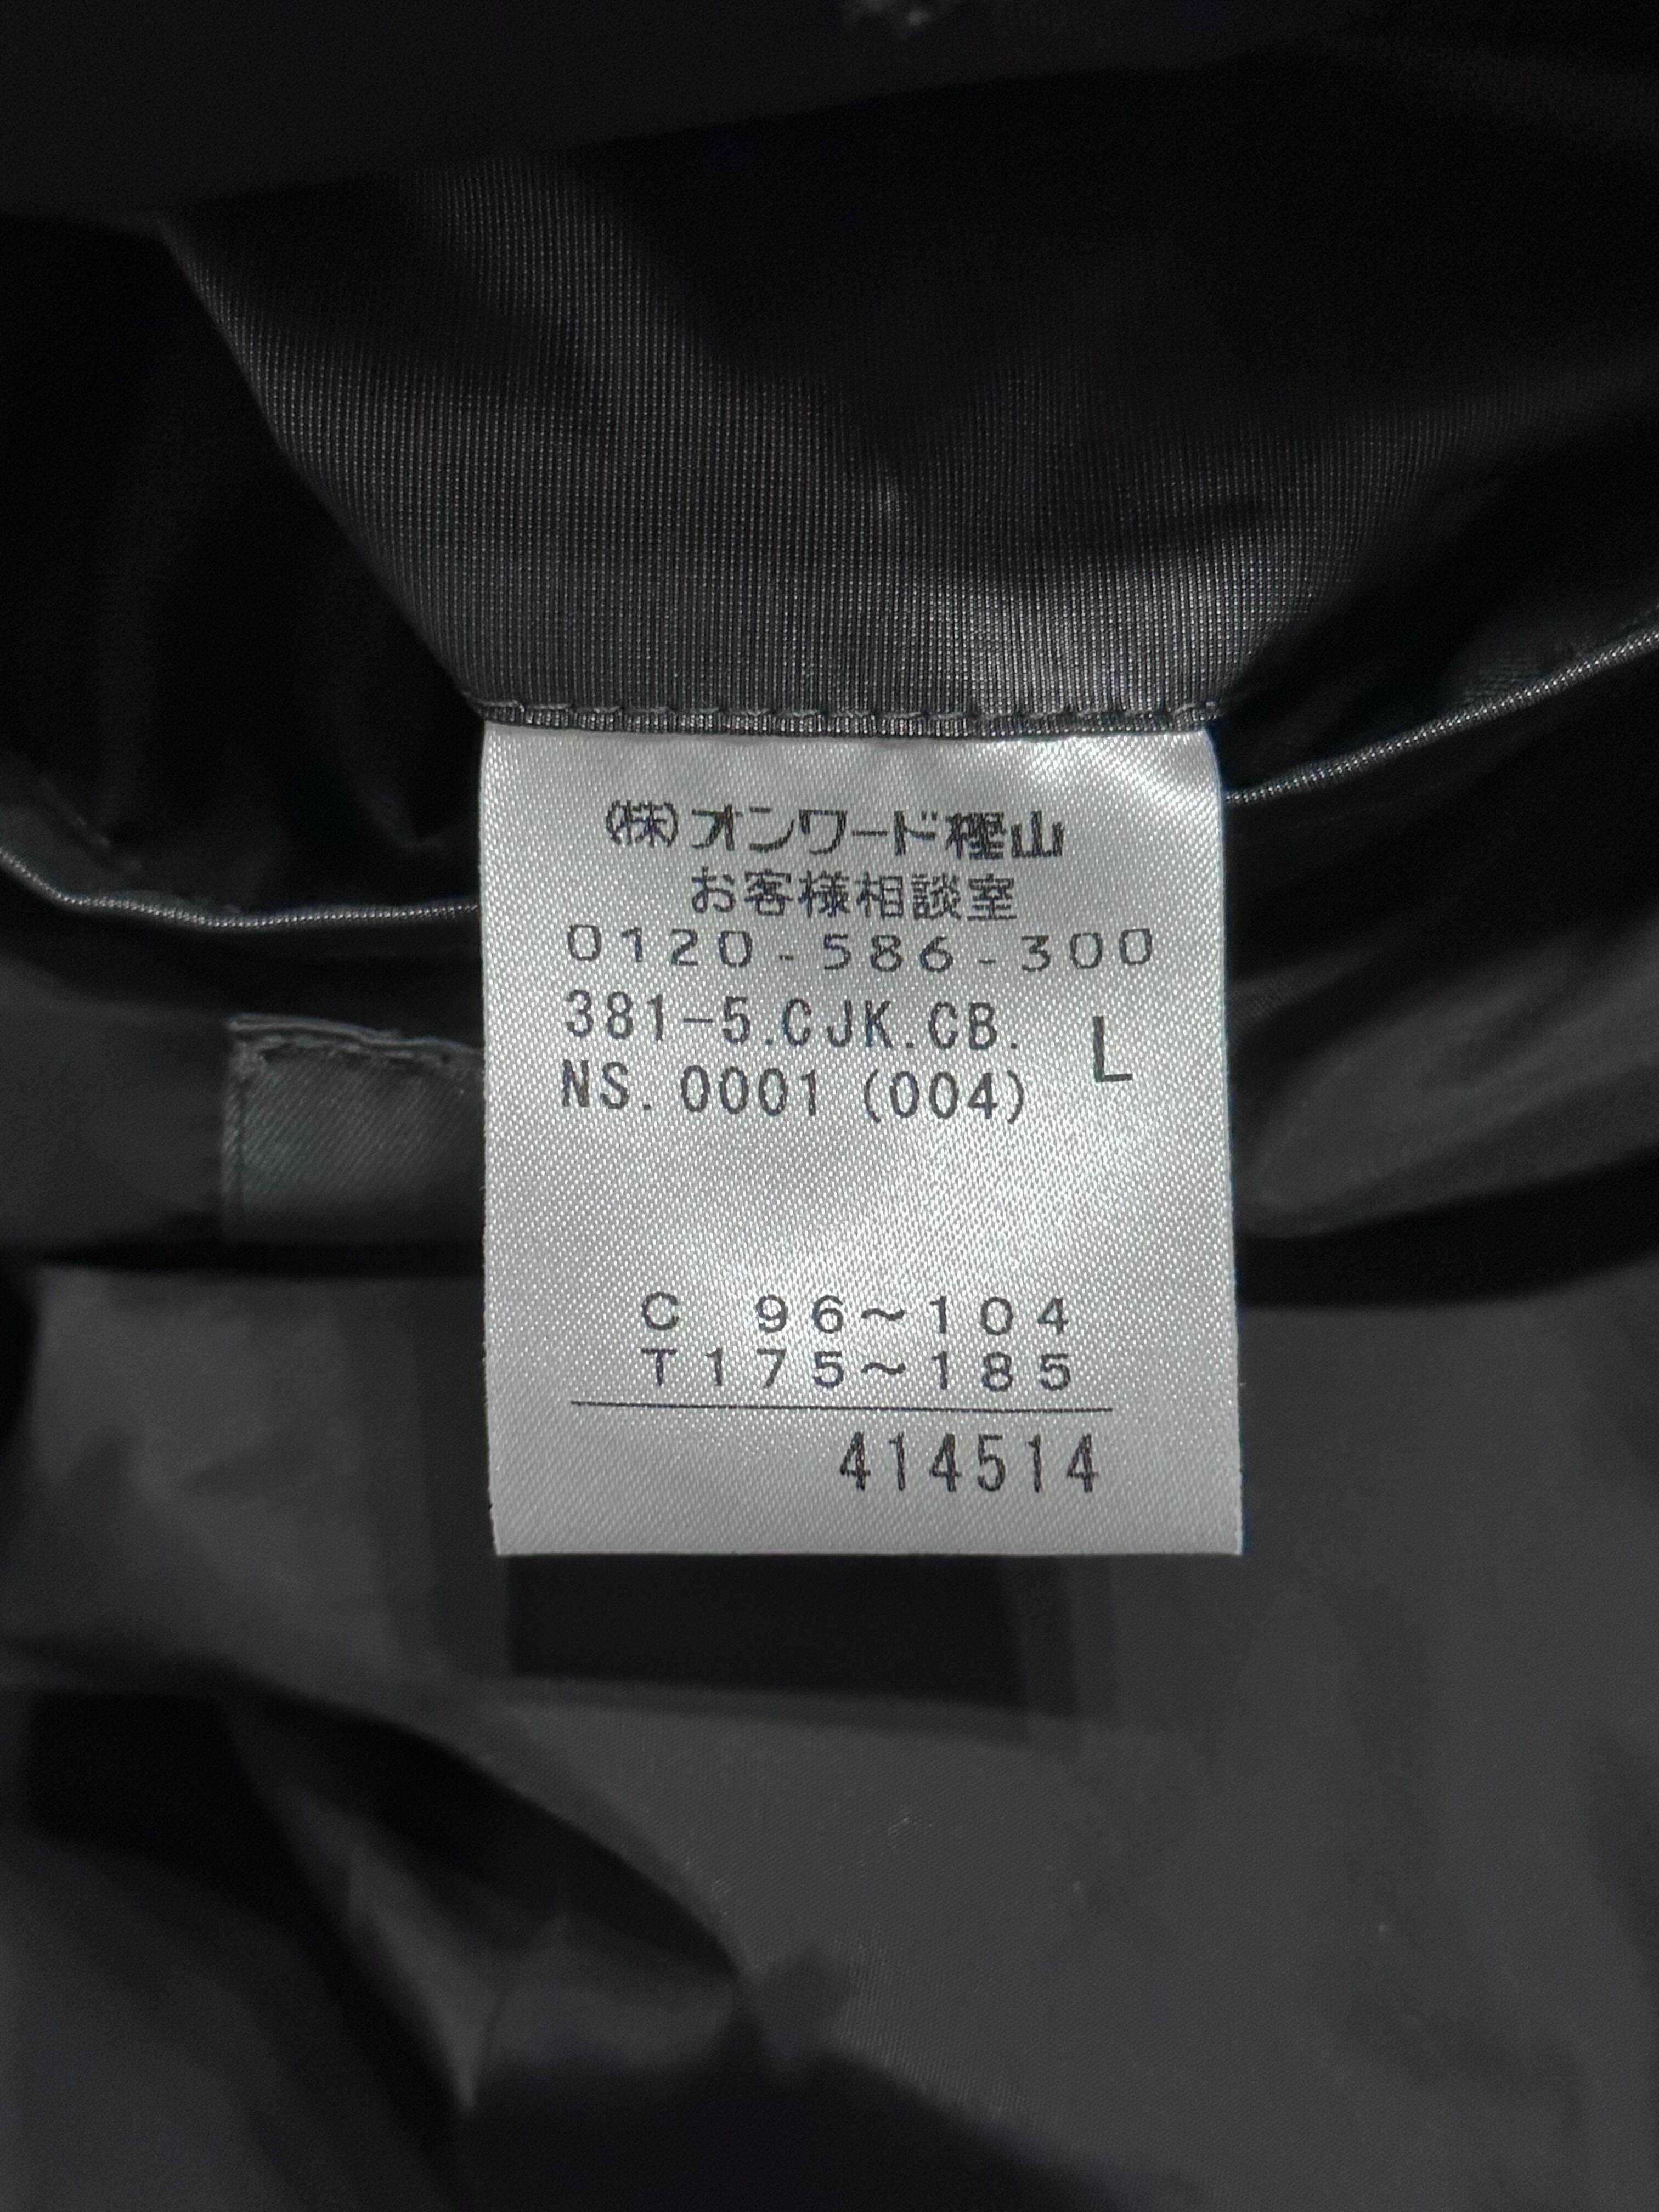 (株)オンワード樫山
お客様相談室
0120-586-300
381-5.CJK.CB.
NS.0001(004) L
C 96～104
T175～185
414514